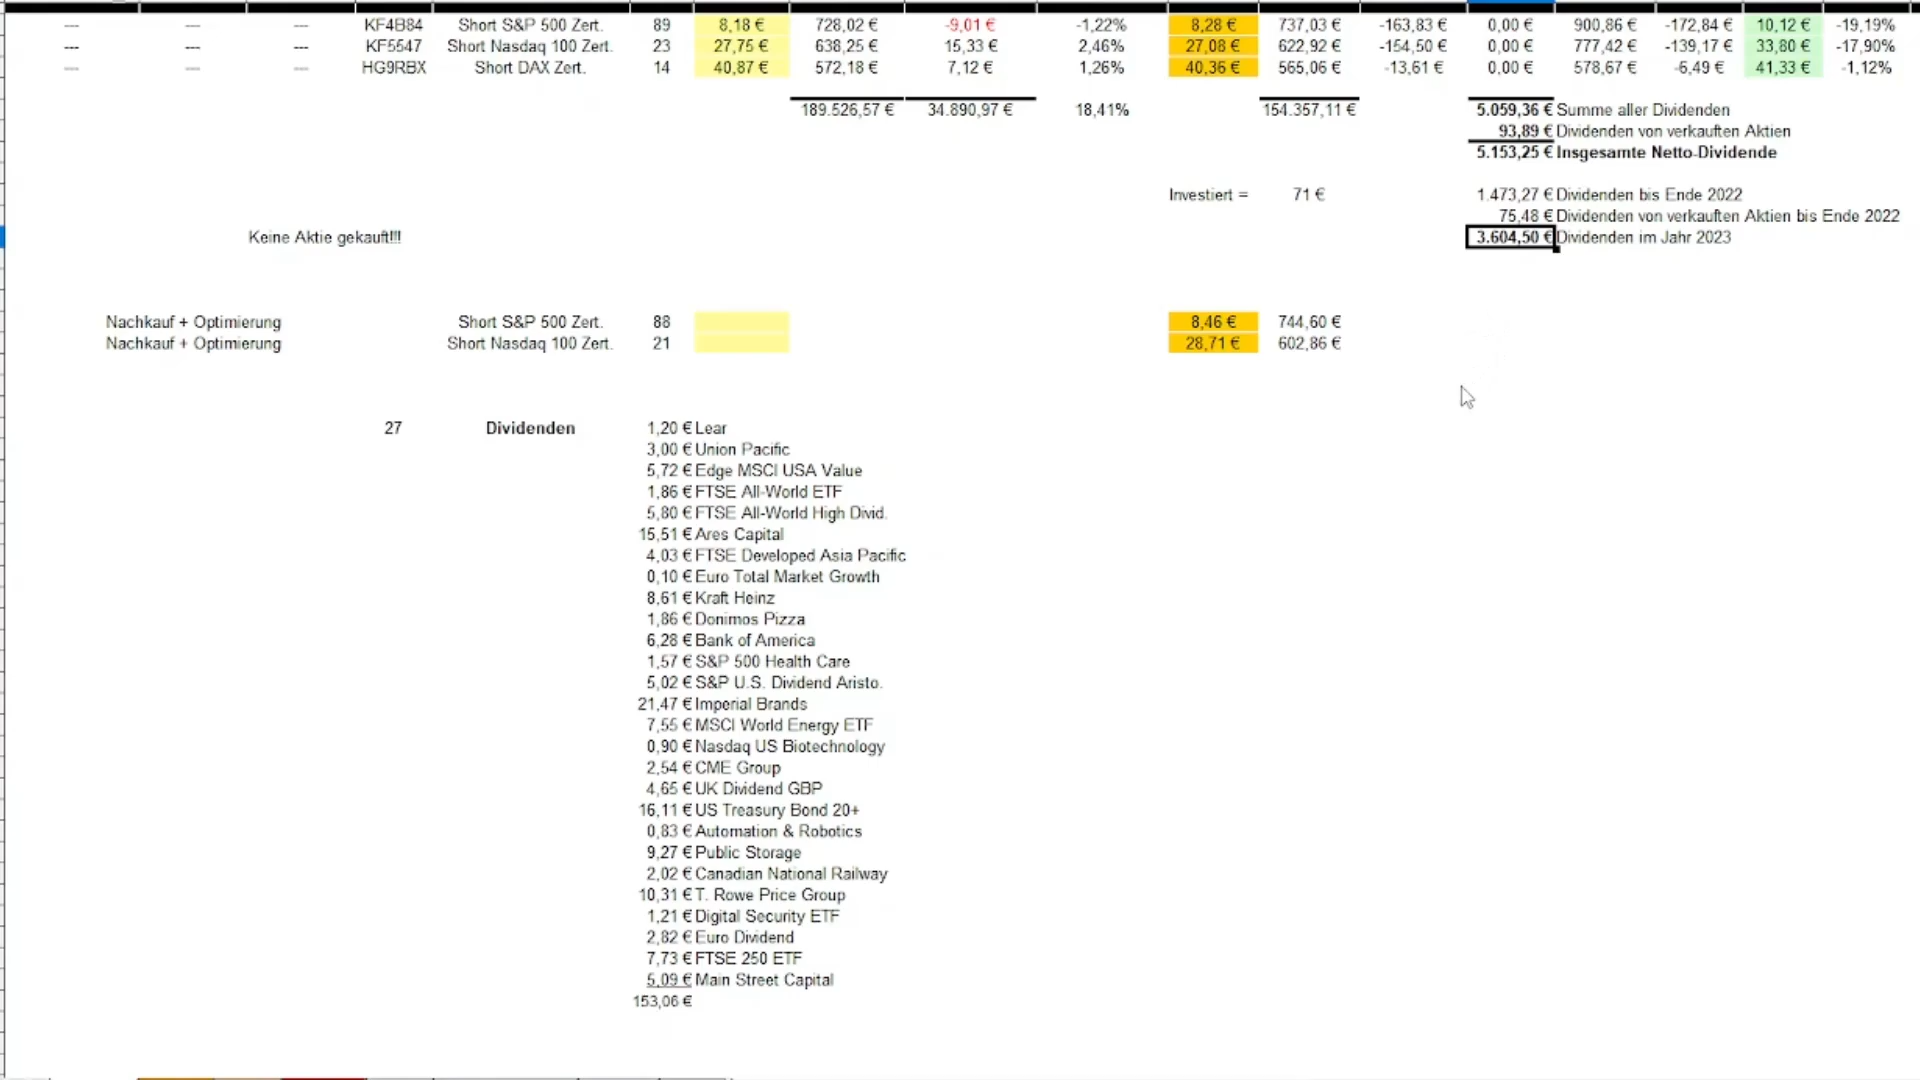 --- --- --- KF4B84 Short S&P 500 Zert. 89 8,18 € 728,02 € -9,01 € -1,22% 8,28 € 737,03 € -163,83 € 0,00 € 900,86 € -172,84 € 10,12 € -19,19%
--- --- --- KF5547 Short Nasdaq 100 Zert. 23 27,75 € 638,25 € 15,33 € 2,46% 27,08 € 622,92 € -154,50 € 0,00 € 777,42 € -139,17 € 33,80 € -17,90%
--- --- --- HG9RBX Short DAX Zert. 14 40,87 € 572,18 € 7,12 € 1,26% 40,36 € 565,06 € -13,61 € 0,00 € 578,67 € -6,49 € 41,33 € -1,12%
189.526,57 € 34.890,97 € 18,41% 154.357,11 € 5.059,36 € Summe aller Dividenden
93,89 € Dividenden von verkauften Aktien
5.153,25 € Insgesamte Netto-Dividende
Investiert = 71 € 1.473,27 € Dividenden bis Ende 2022
75,48 € Dividenden von verkauften Aktien bis Ende 2022
Keine Aktie gekauft!!! 3.604,50 € Dividenden im Jahr 2023
Nachkauf + Optimierung Short S&P 500 Zert. 88 8,46 € 744,60 €
Nachkauf + Optimierung Short Nasdaq 100 Zert. 21 28,71 € 602,86 €
27 Dividenden 1,20 € Lear
3,00 € Union Pacific
5,72 € Edge MSCI USA Value
1,86 € FTSE All-World ETF
5,80 € FTSE All-World High Divid.
15,51 € Ares Capital
4,03 € FTSE Developed Asia Pacific
0,10 € Euro Total Market Growth
8,61 € Kraft Heinz
1,86 € Donimos Pizza
6,28 € Bank of America
1,57 € S&P 500 Health Care
5,02 € S&P U.S. Dividend Aristo.
21,47 € Imperial Brands
7,55 € MSCI World Energy ETF
0,90 € Nasdaq US Biotechnology
2,54 € CME Group
4,65 € UK Dividend GBP
16,11 € US Treasury Bond 20+
0,83 € Automation & Robotics
9,27 € Public Storage
2,02 € Canadian National Railway
10,31 € T. Rowe Price Group
1,21 € Digital Security ETF
2,82 € Euro Dividend
7,73 € FTSE 250 ETF
5,09 € Main Street Capital
153,06 €